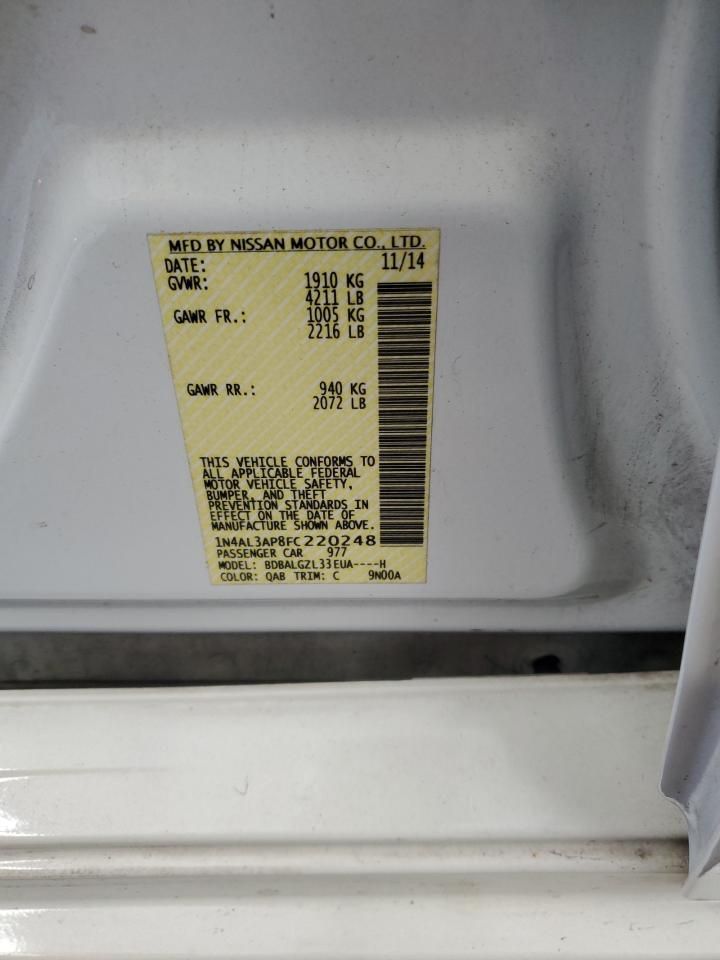 MFD BY NISSAN MOTOR CO., LTD.
DATE: 11/14
GVWR: 1910 KG
4211 LB
GAWR FR.: 1005 KG
2216 LB
GAWR RR.: 940 KG
2072 LB
THIS VEHICLE CONFORMS TO
ALL APPLICABLE FEDERAL
MOTOR VEHICLE SAFETY,
BUMPER, AND THEFT
PREVENTION STANDARDS IN
EFFECT ON THE DATE OF
MANUFACTURE SHOWN ABOVE.
1N4AL3AP8FC220248
PASSENGER CAR 977
MODEL: BDBALGZL33EUA----H
COLOR: QAB TRIM: C 9N00A